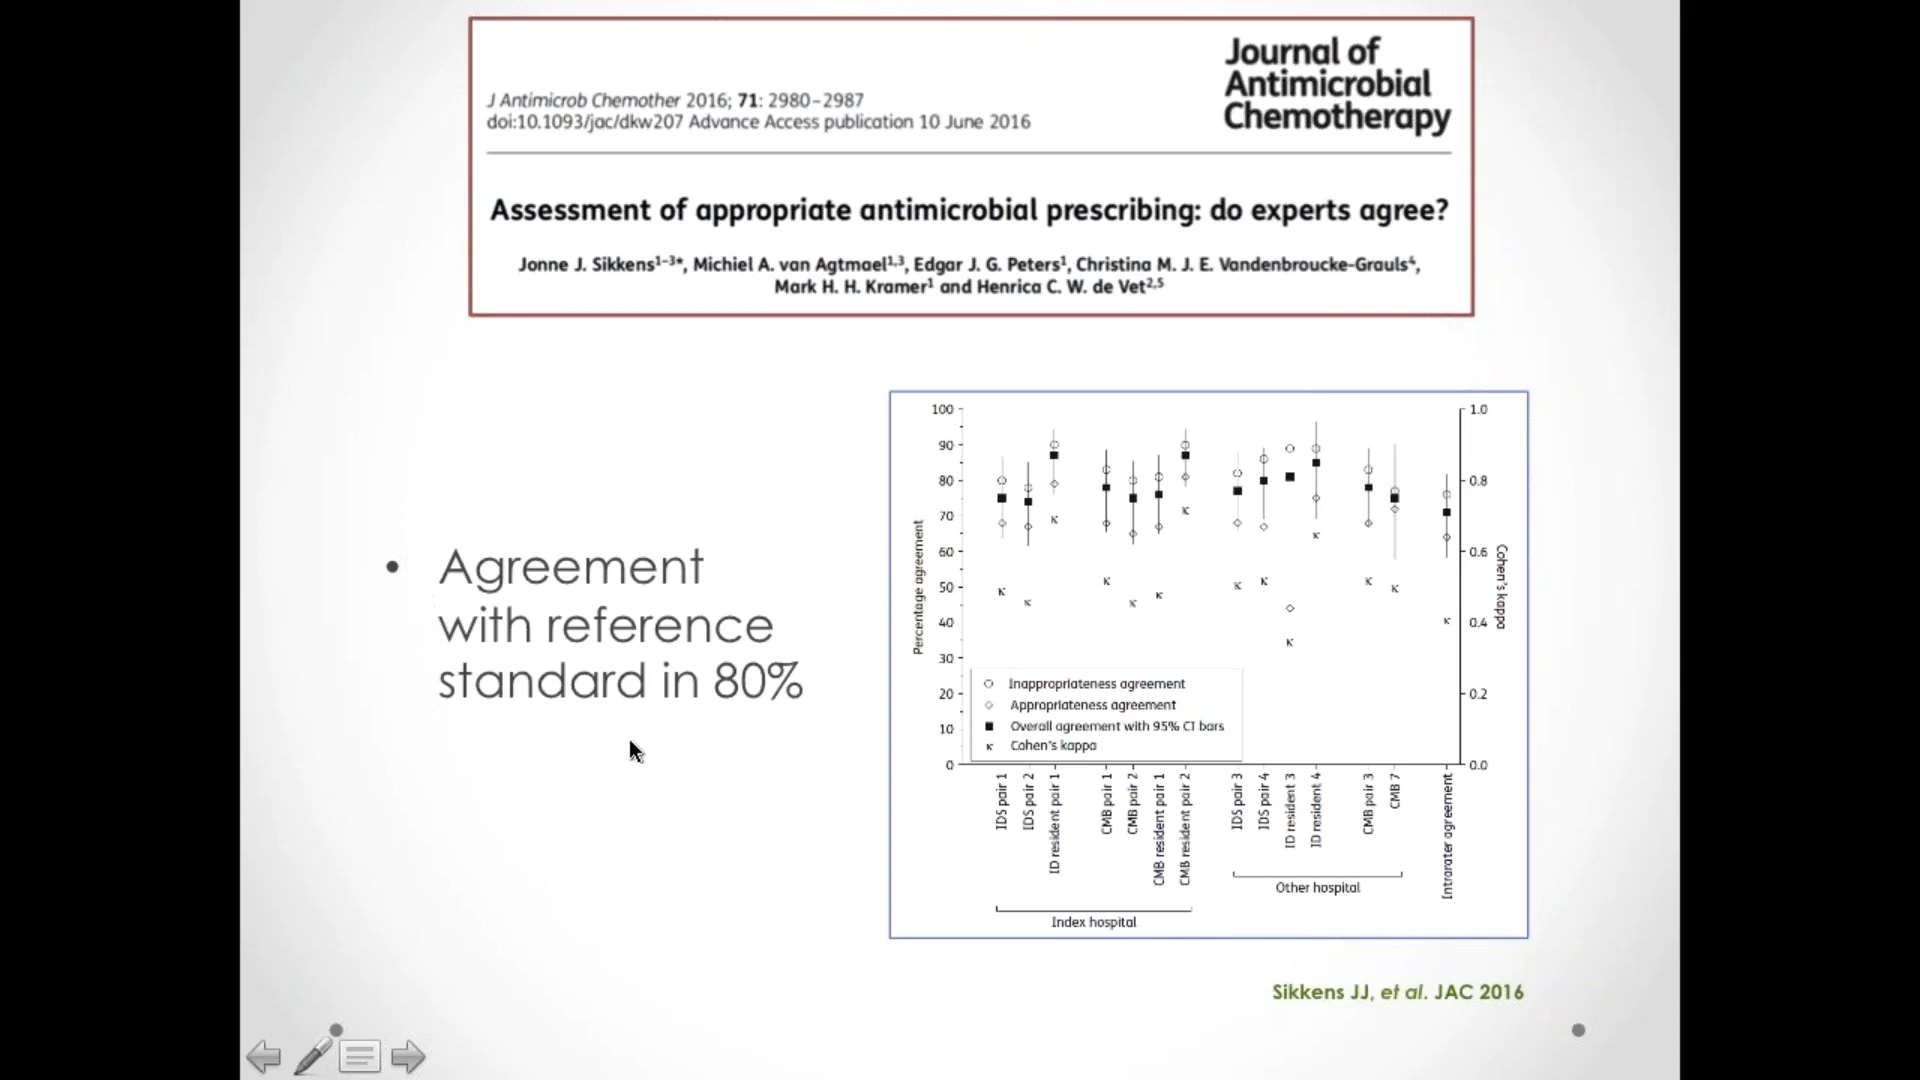 Journal of
Antimicrobial
Chemotherapy
J Antimicrob Chemother 2016; 71: 2980–2987
doi:10.1093/jac/dkw207 Advance Access publication 10 June 2016
Assessment of appropriate antimicrobial prescribing: do experts agree?
Jonne J. Sikkens1–3*, Michiel A. van Agtmael1,3, Edgar J. G. Peters1, Christina M. J. E. Vandenbroucke-Grauls4,
Mark H. H. Kramer1 and Henrica C. W. de Vet2,5
• Agreement
with reference
standard in 80%
Percentage agreement
100
90
80
70
60
50
40
30
20
10
0
1.0
0.8
0.6
0.4
0.2
0.0
Cohen's kappa
κ κ κ κ κ κ κ κ κ κ κ κ κ κ
Inappropriateness agreement
Appropriateness agreement
Overall agreement with 95% CI bars
κ Cohen's kappa
IDS pair 1
IDS pair 2
ID resident pair 1
CMB pair 1
CMB pair 2
CMB resident pair 1
CMB resident pair 2
IDS pair 3
IDS pair 4
ID resident 3
ID resident 4
CMB pair 3
CMB 7
Intrarater agreement
Index hospital
Other hospital
Sikkens JJ, et al. JAC 2016